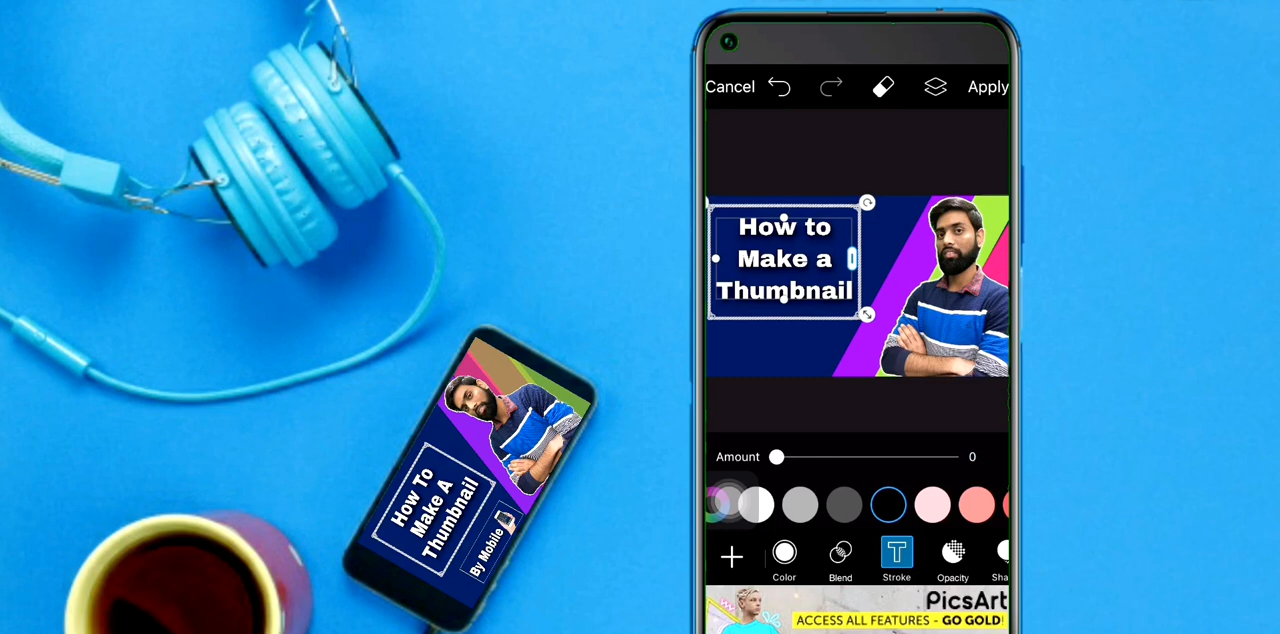 Cancel
Apply
How to
Make a
Thumbnail
Amount
0
T
Color
Blend
Stroke
Opacity
Sha
PicsArt
ACCESS ALL FEATURES - GO GOLD!
How To
Make A
Thumbnail
By Mobile